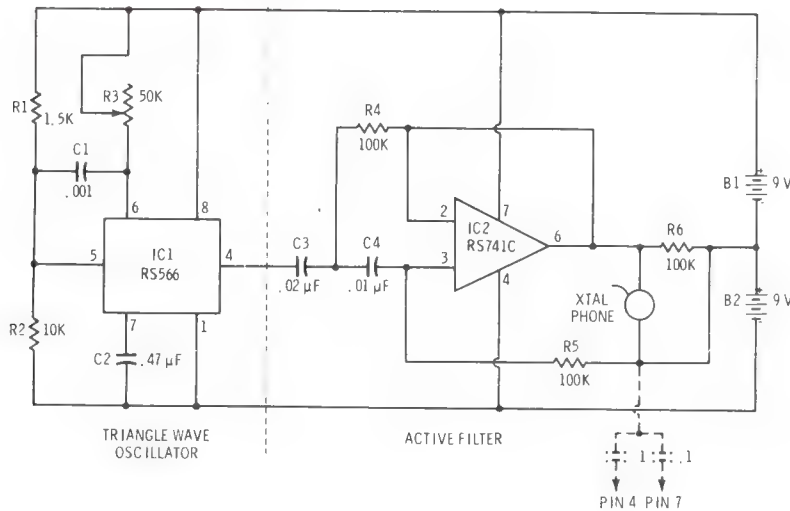 R1
1.5K
R3
50K
C1
.001
R4
100K
6
8
5
IC1
RS566
4
7
1
R2
10K
C2
.47 µF
C3
.02 µF
C4
.01 µF
2
3
IC2
RS741C
7
4
6
R6
100K
XTAL
PHONE
R5
100K
B1
9V
B2
9V
+
+
TRIANGLE WAVE
OSCILLATOR
ACTIVE FILTER
.1
.1
PIN 4 PIN 7